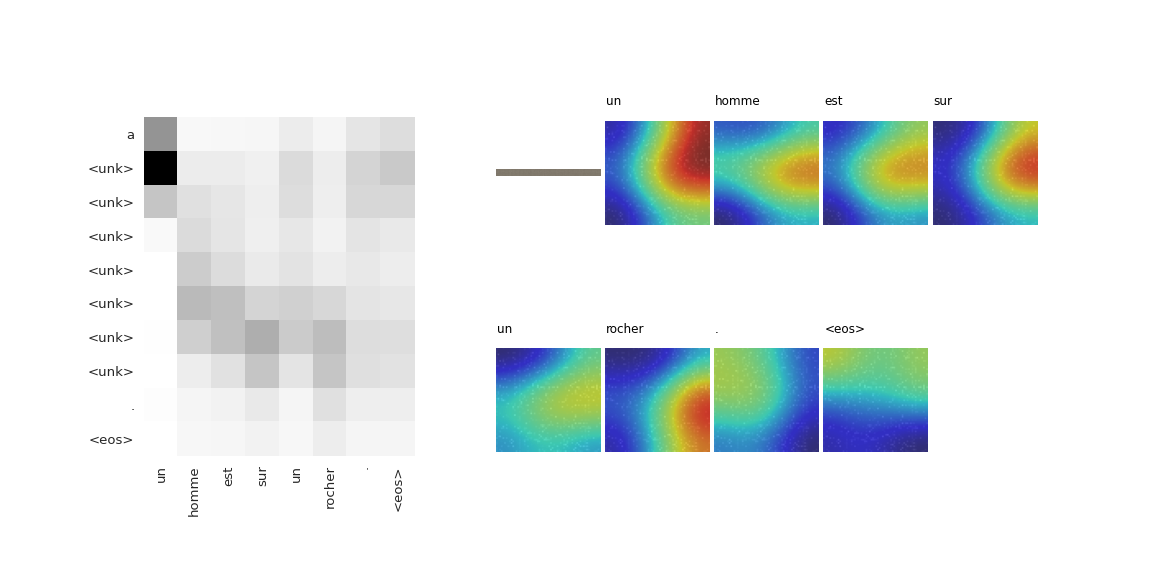 a
<unk>
<unk>
<unk>
<unk>
<unk>
<unk>
<unk>
.
<eos>
un homme est sur un rocher . <eos>
un homme est sur
un rocher . <eos>